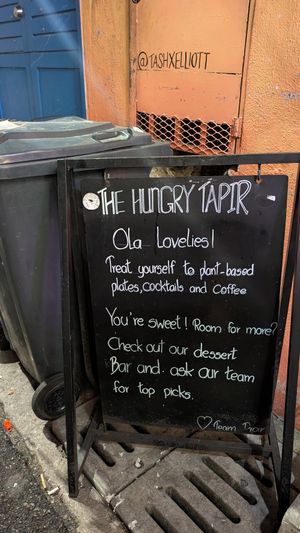 @TASHXELLIOTT
THE HUNGRY TAPIR
Ola Lovelies!
Treat yourself to plant-based
plates, cocktails and Coffee
You're sweet! Room for more?
Check out our dessert
Bar and. ask our team
for top picks.
Team Tapir